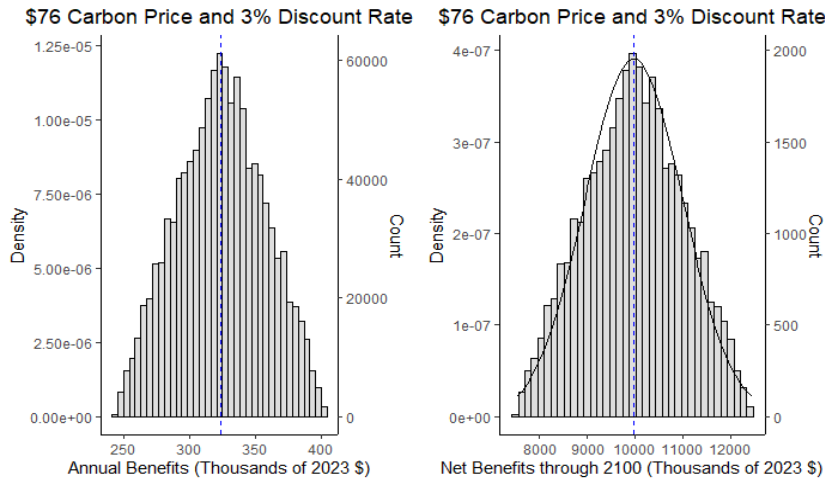 $76 Carbon Price and 3% Discount Rate
1.25e-05
1.00e-05
7.50e-06
5.00e-06
2.50e-06
0.00e+00
Density
60000
40000
20000
0
Count
250 300 350 400
Annual Benefits (Thousands of 2023 $)
$76 Carbon Price and 3% Discount Rate
4e-07
3e-07
2e-07
1e-07
0e+00
Density
2000
1500
1000
500
0
Count
8000 9000 10000 11000 12000
Net Benefits through 2100 (Thousands of 2023 $)